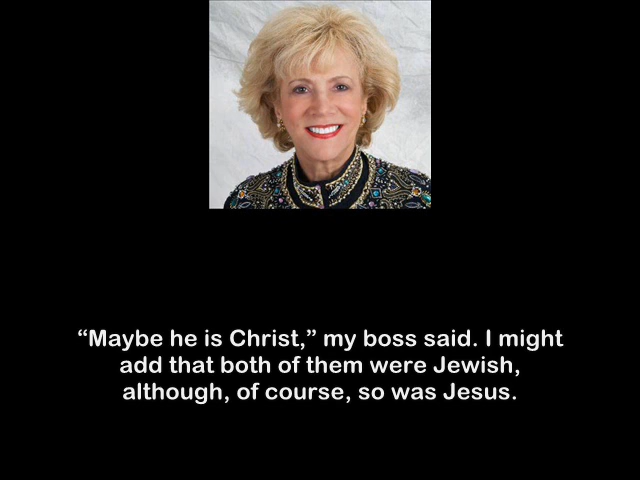 “Maybe he is Christ,” my boss said. I might
add that both of them were Jewish,
although, of course, so was Jesus.